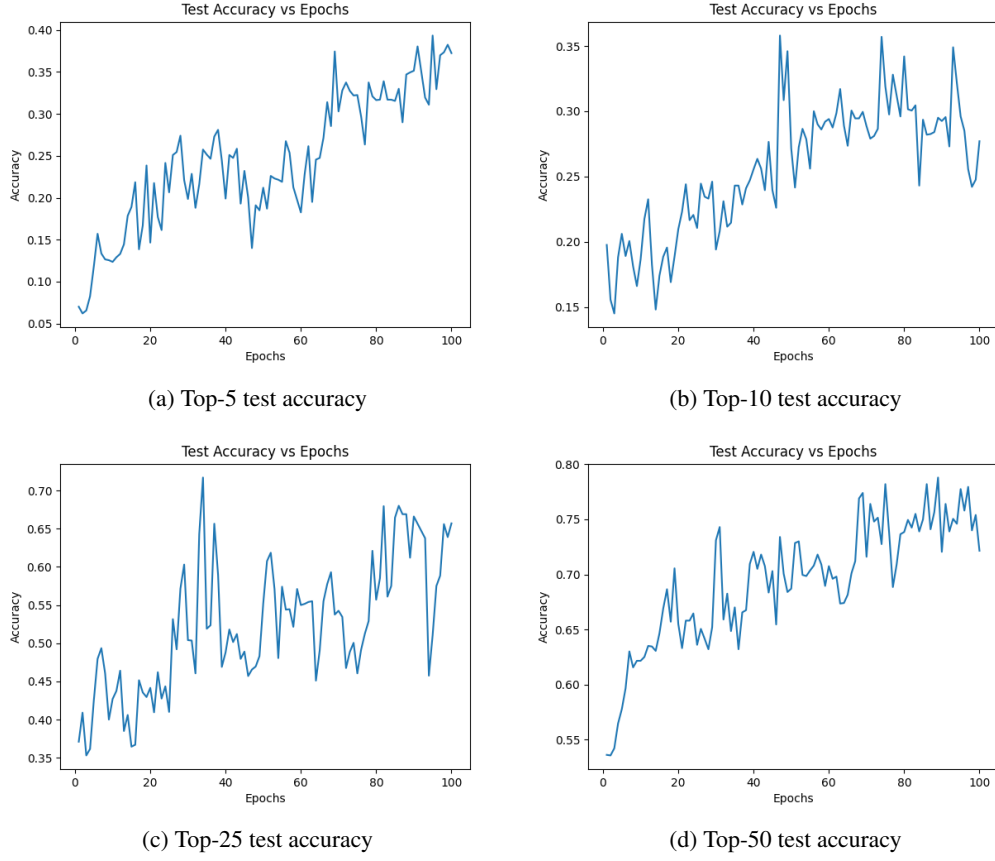 Test Accuracy vs Epochs
0.40
0.35
0.30
0.25
0.20
0.15
0.10
0.05
Accuracy
0 20 40 60 80 100
Epochs
(a) Top-5 test accuracy
Test Accuracy vs Epochs
0.35
0.30
0.25
0.20
0.15
Accuracy
0 20 40 60 80 100
Epochs
(b) Top-10 test accuracy
Test Accuracy vs Epochs
0.70
0.65
0.60
0.55
0.50
0.45
0.40
0.35
Accuracy
0 20 40 60 80 100
Epochs
(c) Top-25 test accuracy
Test Accuracy vs Epochs
0.80
0.75
0.70
0.65
0.60
0.55
Accuracy
0 20 40 60 80 100
Epochs
(d) Top-50 test accuracy